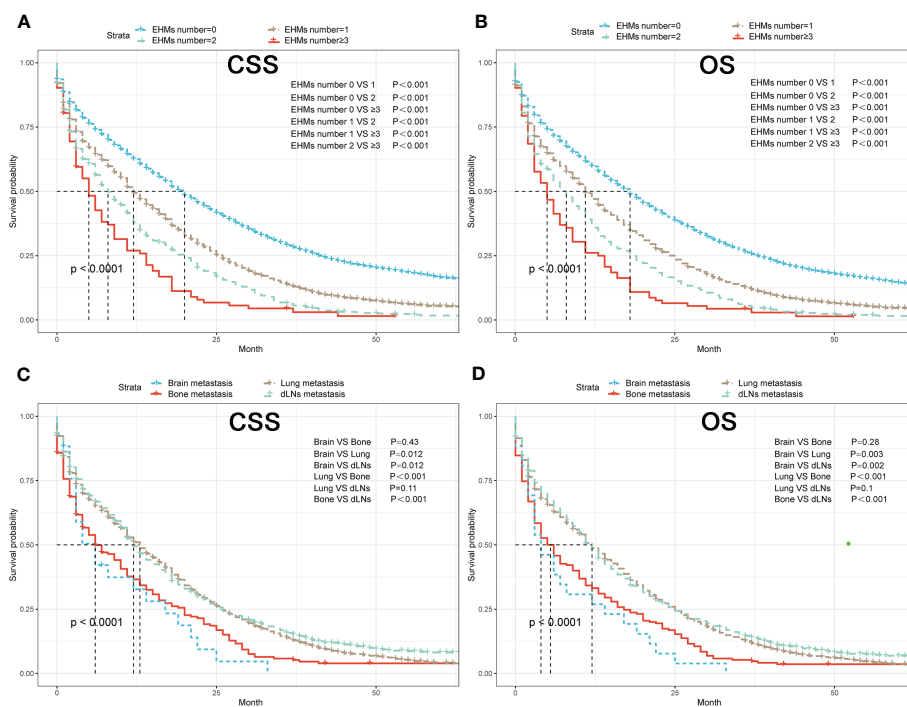 A
Strata
EHMs number=0
EHMs number=1
EHMs number=2
EHMs number≥3
CSS
EHMs number 0 VS 1 P<0.001
EHMs number 0 VS 2 P<0.001
EHMs number 0 VS ≥3 P<0.001
EHMs number 1 VS 2 P<0.001
EHMs number 1 VS ≥3 P<0.001
EHMs number 2 VS ≥3 P<0.001
Survival probability
1.00
0.75
0.50
0.25
0.00
p < 0.0001
0 25 50
Month
B
Strata
EHMs number=0
EHMs number=1
EHMs number=2
EHMs number≥3
OS
EHMs number 0 VS 1 P<0.001
EHMs number 0 VS 2 P<0.001
EHMs number 0 VS ≥3 P<0.001
EHMs number 1 VS 2 P<0.001
EHMs number 1 VS ≥3 P<0.001
EHMs number 2 VS ≥3 P<0.001
Survival probability
1.00
0.75
0.50
0.25
0.00
p < 0.0001
0 25 50
Month
C
Strata
Brain metastasis
Lung metastasis
Bone metastasis
dLNs metastasis
CSS
Brain VS Bone P=0.43
Brain VS Lung P=0.012
Brain VS dLNs P=0.012
Lung VS Bone P<0.001
Lung VS dLNs P=0.11
Bone VS dLNs P<0.001
Survival probability
1.00
0.75
0.50
0.25
0.00
p < 0.0001
0 25 50
Month
D
Strata
Brain metastasis
Lung metastasis
Bone metastasis
dLNs metastasis
OS
Brain VS Bone P=0.28
Brain VS Lung P=0.003
Brain VS dLNs P=0.002
Lung VS Bone P<0.001
Lung VS dLNs P=0.1
Bone VS dLNs P<0.001
Survival probability
1.00
0.75
0.50
0.25
0.00
p < 0.0001
0 25 50
Month